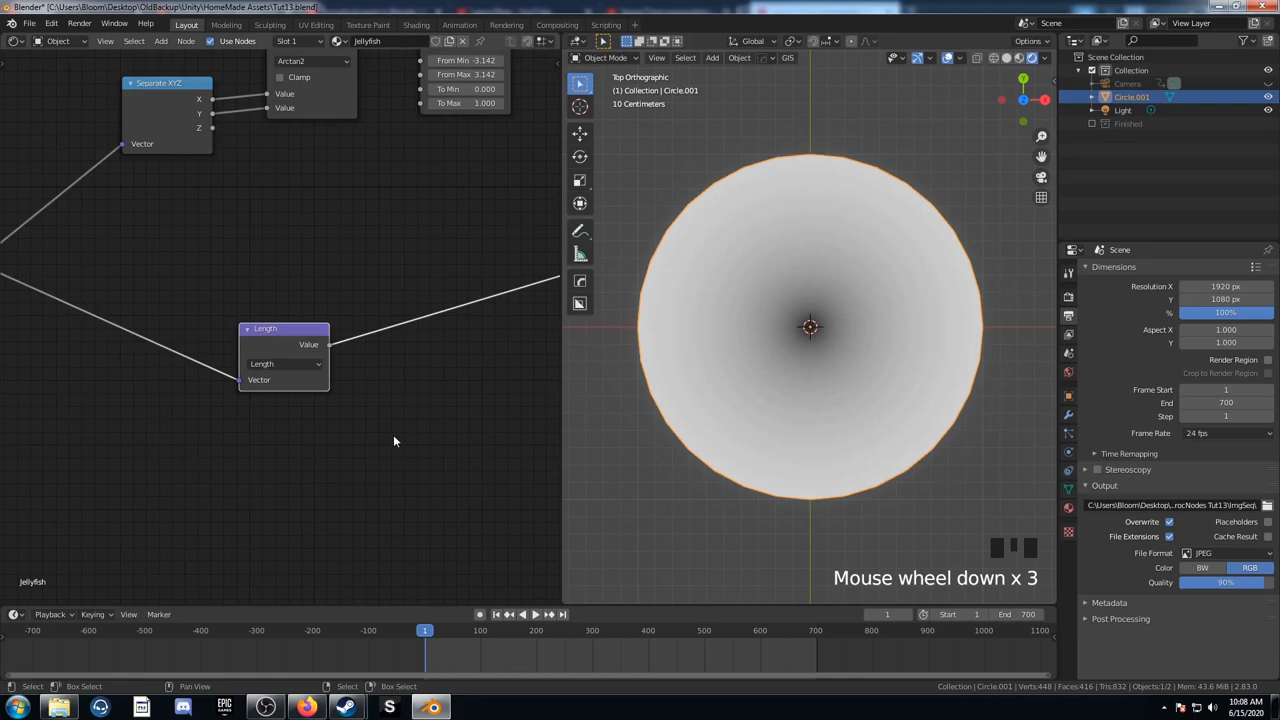 Blender* [C:\Users\Bloom\Desktop\OldBackup\Unity\HomeMade Assets\Tut13.blend]
File Edit Render Window Help Layout Modeling Sculpting UV Editing Texture Paint Shading Animation Rendering Compositing Scripting Scene View Layer
Object View Select Add Node Use Nodes Slot 1 Jellyfish Global Options
Object Mode View Select Add Object GIS
Arctan2
Clamp
Value
Value
From Min -3.142
From Max 3.142
To Min 0.000
To Max 1.000
Separate XYZ
X
Y
Z
Vector
Length
Value
Length
Vector
Jellyfish
Top Orthographic
(1) Collection | Circle.001
10 Centimeters
Mouse wheel down x 3
Scene Collection
Collection
Camera
Circle.001
Light
Finished
Scene
Dimensions
Resolution X 1920 px
Y 1080 px
% 100%
Aspect X 1.000
Y 1.000
Render Region
Crop to Render Region
Frame Start 1
End 700
Step 1
Frame Rate 24 fps
Time Remapping
Stereoscopy
Output
C:\Users\Bloom\Desktop\...rocNodes Tut13\ImgSeq\
Overwrite Placeholders
File Extensions Cache Result
File Format JPEG
Color BW RGB
Quality 90%
Metadata
Post Processing
Playback Keying View Marker 1 Start 1 End 700
-700 -600 -500 -400 -300 -200 -100 1 100 200 300 400 500 600 700 800 900 1000 1100
Select Box Select Pan View Select Box Select Collection | Circle.001 | Verts:448 | Faces:416 | Tris:832 | Objects:1/2 | Mem: 43.6 MiB | 2.83.0
EPIC GAMES
10:08 AM
6/15/2020